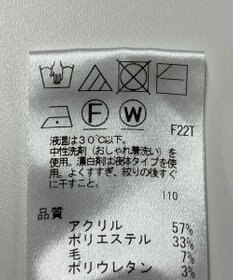 F W
F22T
液温は30℃以下。
中性洗剤（おしゃれ着洗い）を
使用。漂白剤は液体タイプを使
用。よくすすぎ、絞りの後すぐ
に干すこと。
110
品質
アクリル 57%
ポリエステル 33%
毛 7%
ポリウレタン 3%